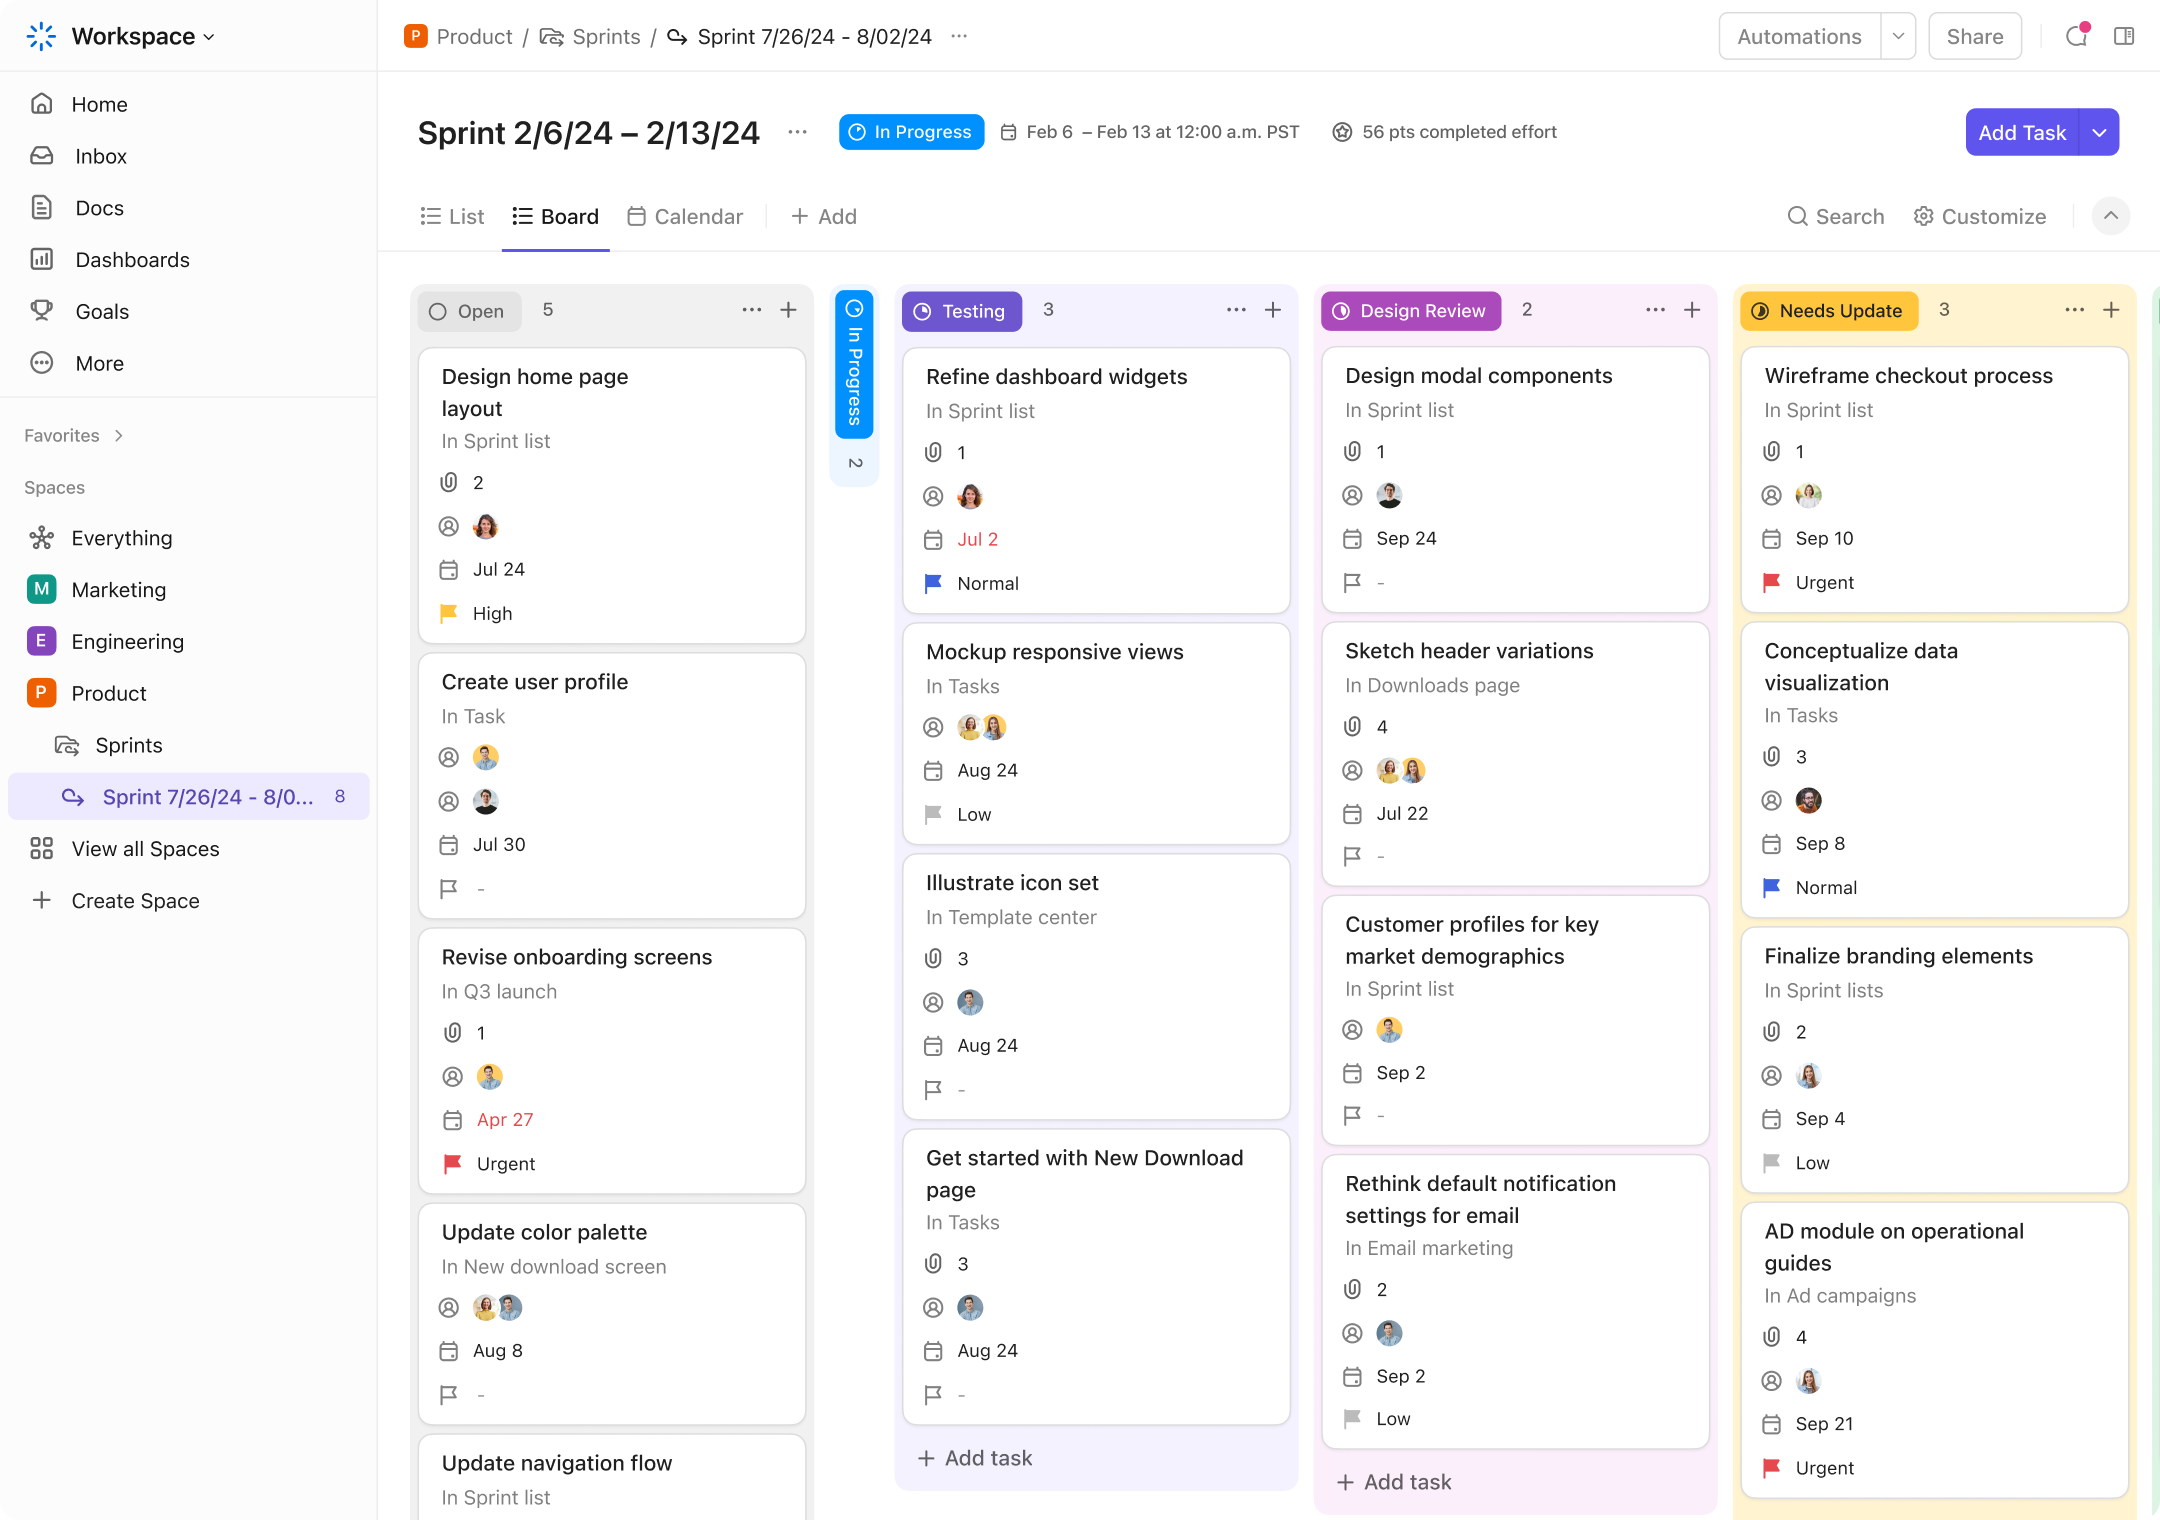 Workspace
Home
Inbox
Docs
Dashboards
Goals
More
Favorites
Spaces
Everything
M Marketing
E Engineering
P Product
Sprints
Sprint 7/26/24 - 8/0... 8
View all Spaces
Create Space
P Product / Sprints / Sprint 7/26/24 - 8/02/24 ...
Automations
Share
Sprint 2/6/24 – 2/13/24 ...
In Progress
Feb 6 – Feb 13 at 12:00 a.m. PST
56 pts completed effort
Add Task
List
Board
Calendar
+ Add
Search
Customize
Open 5 ... +
Design home page
layout
In Sprint list
2
Jul 24
High
Create user profile
In Task
Jul 30
-
Revise onboarding screens
In Q3 launch
1
Apr 27
Urgent
Update color palette
In New download screen
Aug 8
-
Update navigation flow
In Sprint list
In Progress 2
Testing 3 ... +
Refine dashboard widgets
In Sprint list
1
Jul 2
Normal
Mockup responsive views
In Tasks
Aug 24
Low
Illustrate icon set
In Template center
3
Aug 24
-
Get started with New Download
page
In Tasks
3
Aug 24
-
+ Add task
Design Review 2 ... +
Design modal components
In Sprint list
1
Sep 24
-
Sketch header variations
In Downloads page
4
Jul 22
-
Customer profiles for key
market demographics
In Sprint list
Sep 2
-
Rethink default notification
settings for email
In Email marketing
2
Sep 2
Low
+ Add task
Needs Update 3 ... +
Wireframe checkout process
In Sprint list
1
Sep 10
Urgent
Conceptualize data
visualization
In Tasks
3
Sep 8
Normal
Finalize branding elements
In Sprint lists
2
Sep 4
Low
AD module on operational
guides
In Ad campaigns
4
Sep 21
Urgent